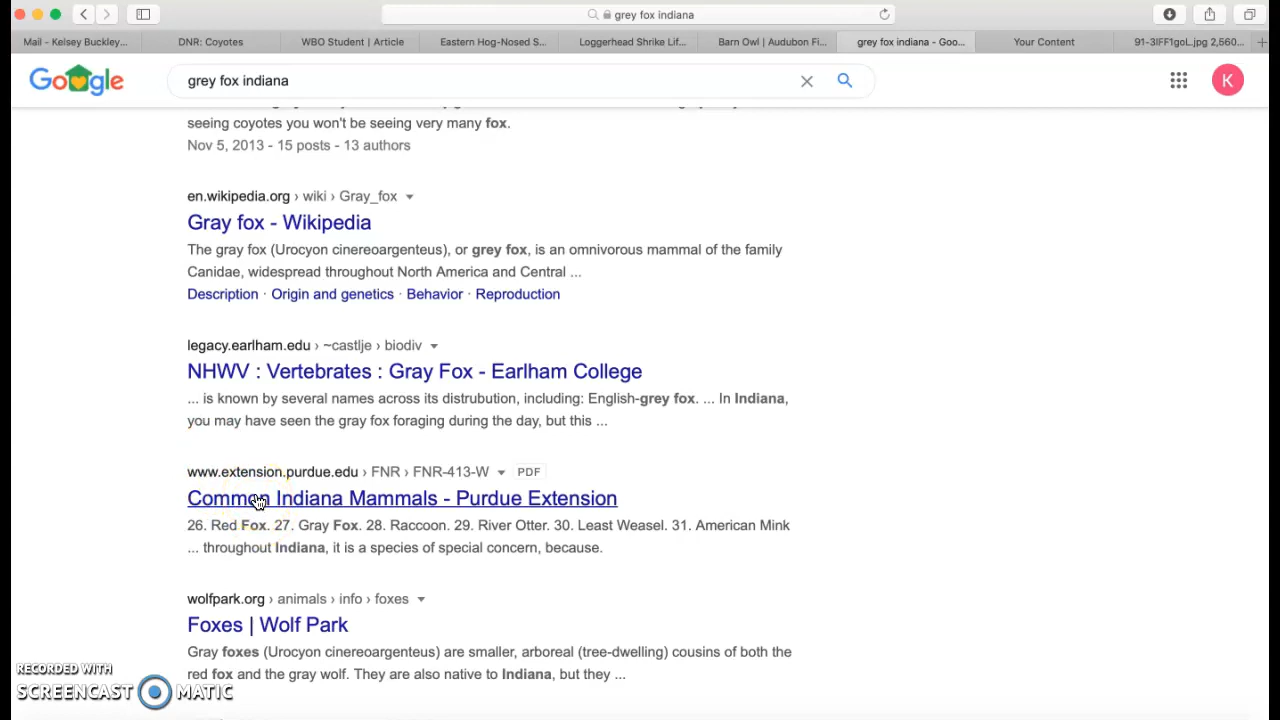 grey fox indiana
Mail - Kelsey Buckley...
DNR: Coyotes
WBO Student | Article
Eastern Hog-Nosed S...
Loggerhead Shrike Lif...
Barn Owl | Audubon Fi...
grey fox indiana - Goo...
Your Content
91-3IFF1goL.jpg 2,560...
Google
grey fox indiana
K
seeing coyotes you won't be seeing very many fox.
Nov 5, 2013 - 15 posts - 13 authors
en.wikipedia.org › wiki › Gray_fox
Gray fox - Wikipedia
The gray fox (Urocyon cinereoargenteus), or grey fox, is an omnivorous mammal of the family
Canidae, widespread throughout North America and Central ...
Description · Origin and genetics · Behavior · Reproduction
legacy.earlham.edu › ~castlje › biodiv
NHWV : Vertebrates : Gray Fox - Earlham College
... is known by several names across its distrubution, including: English-grey fox. ... In Indiana,
you may have seen the gray fox foraging during the day, but this ...
www.extension.purdue.edu › FNR › FNR-413-W PDF
Common Indiana Mammals - Purdue Extension
26. Red Fox. 27. Gray Fox. 28. Raccoon. 29. River Otter. 30. Least Weasel. 31. American Mink
... throughout Indiana, it is a species of special concern, because.
wolfpark.org › animals › info › foxes
Foxes | Wolf Park
Gray foxes (Urocyon cinereoargenteus) are smaller, arboreal (tree-dwelling) cousins of both the
red fox and the gray wolf. They are also native to Indiana, but they ...
RECORDED WITH
SCREENCAST MATIC